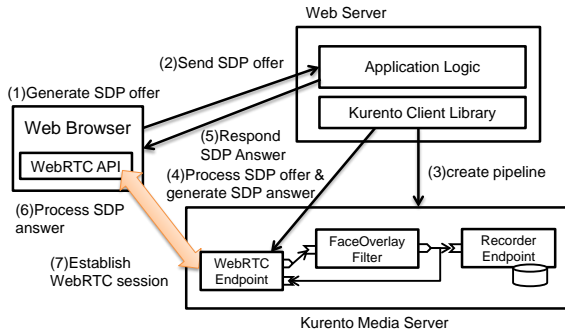 Web Server
(2)Send SDP offer
Application Logic
(1)Generate SDP offer
Kurento Client Library
Web Browser
(5)Respond
SDP Answer
WebRTC API
(4)Process SDP offer &
generate SDP answer
(3)create pipeline
(6)Process SDP
answer
(7)Establish
WebRTC session
WebRTC
Endpoint
FaceOverlay
Filter
Recorder
Endpoint
Kurento Media Server